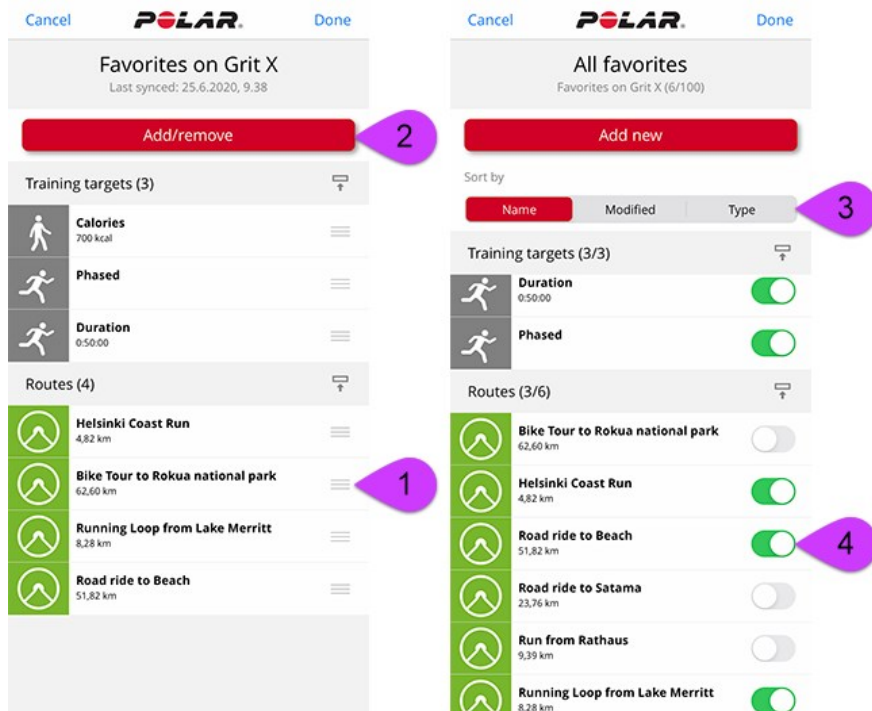 Cancel
POLAR.
Done
Favorites on Grit X
Last synced: 25.6.2020, 9.38
Add/remove
2
Training targets (3)
Calories
700 kcal
Phased
Duration
0:50:00
Routes (4)
Helsinki Coast Run
4,82 km
Bike Tour to Rokua national park
62,60 km
1
Running Loop from Lake Merritt
8,28 km
Road ride to Beach
51,82 km
Cancel
POLAR.
Done
All favorites
Favorites on Grit X (6/100)
Add new
Sort by
Name Modified Type
3
Training targets (3/3)
Duration
0:50:00
Phased
Routes (3/6)
Bike Tour to Rokua national park
62,60 km
Helsinki Coast Run
4,82 km
Road ride to Beach
51,82 km
4
Road ride to Satama
23,76 km
Run from Rathaus
9,39 km
Running Loop from Lake Merritt
8,28 km